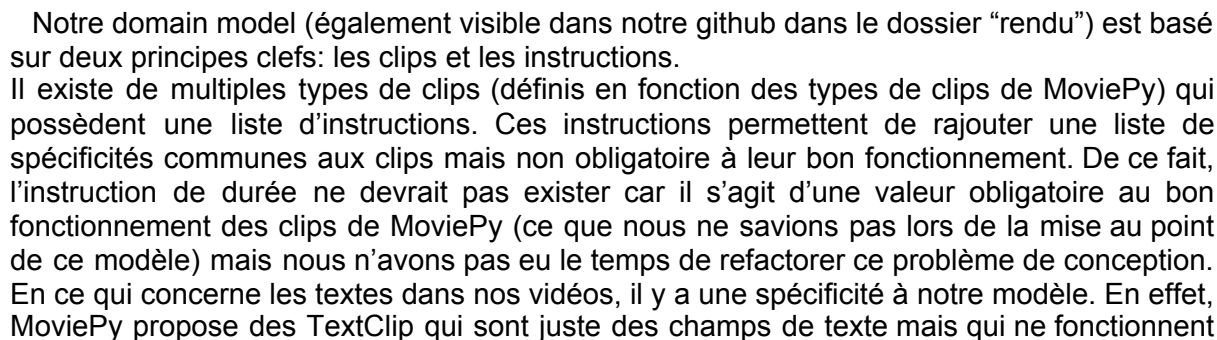 Notre domain model (également visible dans notre github dans le dossier “rendu”) est basé
sur deux principes clefs: les clips et les instructions.
Il existe de multiples types de clips (définis en fonction des types de clips de MoviePy) qui
possèdent une liste d’instructions. Ces instructions permettent de rajouter une liste de
spécificités communes aux clips mais non obligatoire à leur bon fonctionnement. De ce fait,
l’instruction de durée ne devrait pas exister car il s’agit d’une valeur obligatoire au bon
fonctionnement des clips de MoviePy (ce que nous ne savions pas lors de la mise au point
de ce modèle) mais nous n’avons pas eu le temps de refactorer ce problème de conception.
En ce qui concerne les textes dans nos vidéos, il y a une spécificité à notre modèle. En effet,
MoviePy propose des TextClip qui sont juste des champs de texte mais qui ne fonctionnent